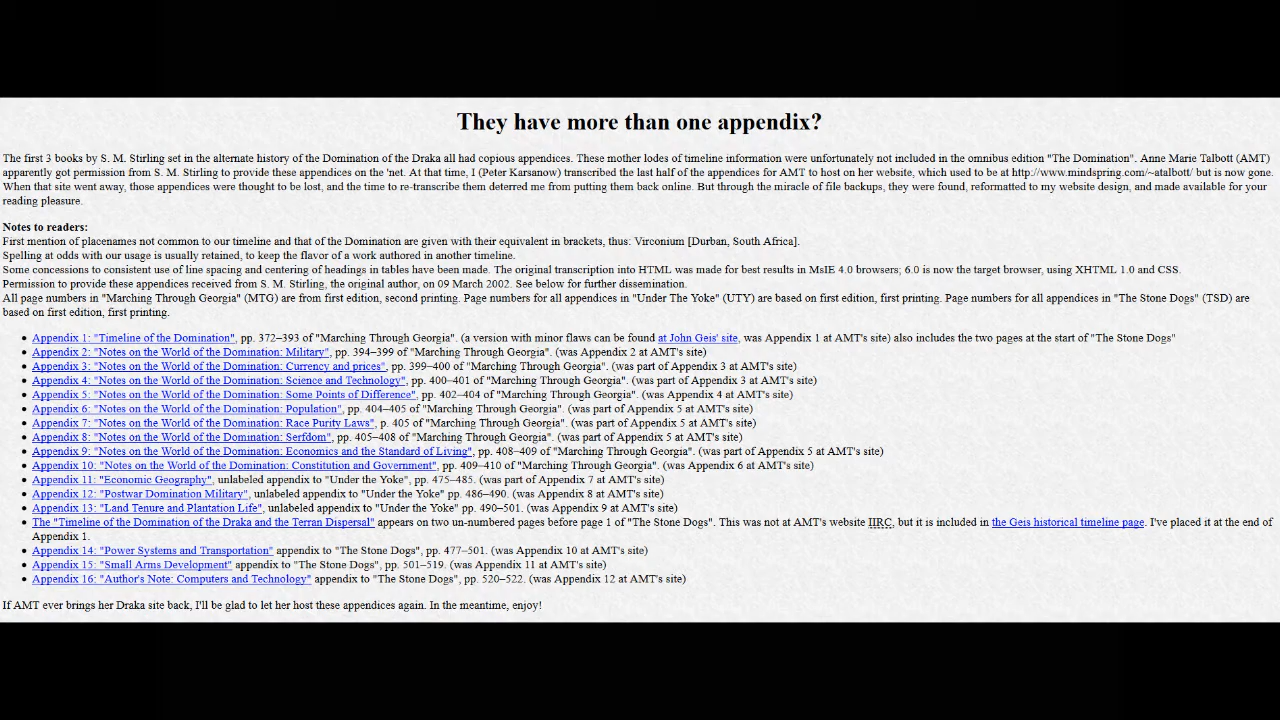 They have more than one appendix?
The first 3 books by S. M. Stirling set in the alternate history of the Domination of the Draka all had copious appendices. These mother lodes of timeline information were unfortunately not included in the omnibus edition "The Domination". Anne Marie Talbott (AMT)
apparently got permission from S. M. Stirling to provide these appendices on the 'net. At that time, I (Peter Karsanow) transcribed the last half of the appendices for AMT to host on her website, which used to be at http://www.mindspring.com/~atalbott/ but is now gone.
When that site went away, those appendices were thought to be lost, and the time to re-transcribe them deterred me from putting them back online. But through the miracle of file backups, they were found, reformatted to my website design, and made available for your
reading pleasure.
Notes to readers:
First mention of placenames not common to our timeline and that of the Domination are given with their equivalent in brackets, thus: Virconium [Durban, South Africa].
Spelling at odds with our usage is usually retained, to keep the flavor of a work authored in another timeline.
Some concessions to consistent use of line spacing and centering of headings in tables have been made. The original transcription into HTML was made for best results in MsIE 4.0 browsers; 6.0 is now the target browser, using XHTML 1.0 and CSS.
Permission to provide these appendices received from S. M. Stirling, the original author, on 09 March 2002. See below for further dissemination.
All page numbers in "Marching Through Georgia" (MTG) are from first edition, second printing. Page numbers for all appendices in "Under The Yoke" (UTY) are based on first edition, first printing. Page numbers for all appendices in "The Stone Dogs" (TSD) are
based on first edition, first printing.
• Appendix 1: "Timeline of the Domination", pp. 372–393 of "Marching Through Georgia". (a version with minor flaws can be found at John Geis' site, was Appendix 1 at AMT's site) also includes the two pages at the start of "The Stone Dogs"
• Appendix 2: "Notes on the World of the Domination: Military", pp. 394–399 of "Marching Through Georgia". (was Appendix 2 at AMT's site)
• Appendix 3: "Notes on the World of the Domination: Currency and prices", pp. 399–400 of "Marching Through Georgia". (was part of Appendix 3 at AMT's site)
• Appendix 4: "Notes on the World of the Domination: Science and Technology", pp. 400–401 of "Marching Through Georgia". (was part of Appendix 3 at AMT's site)
• Appendix 5: "Notes on the World of the Domination: Some Points of Difference", pp. 402–404 of "Marching Through Georgia". (was Appendix 4 at AMT's site)
• Appendix 6: "Notes on the World of the Domination: Population", pp. 404–405 of "Marching Through Georgia". (was part of Appendix 5 at AMT's site)
• Appendix 7: "Notes on the World of the Domination: Race Purity Laws", p. 405 of "Marching Through Georgia". (was part of Appendix 5 at AMT's site)
• Appendix 8: "Notes on the World of the Domination: Serfdom", pp. 405–408 of "Marching Through Georgia". (was part of Appendix 5 at AMT's site)
• Appendix 9: "Notes on the World of the Domination: Economics and the Standard of Living", pp. 408–409 of "Marching Through Georgia". (was part of Appendix 5 at AMT's site)
• Appendix 10: "Notes on the World of the Domination: Constitution and Government", pp. 409–410 of "Marching Through Georgia". (was Appendix 6 at AMT's site)
• Appendix 11: "Economic Geography", unlabeled appendix to "Under the Yoke", pp. 475–485. (was part of Appendix 7 at AMT's site)
• Appendix 12: "Postwar Domination Military", unlabeled appendix to "Under the Yoke" pp. 486–490. (was Appendix 8 at AMT's site)
• Appendix 13: "Land Tenure and Plantation Life", unlabeled appendix to "Under the Yoke", pp. 490–501. (was Appendix 9 at AMT's site)
• The "Timeline of the Domination of the Draka and the Terran Dispersal" appears on two un-numbered pages before page 1 of "The Stone Dogs". This was not at AMT's website IIRC, but it is included in the Geis historical timeline page. I've placed it at the end of
Appendix 1.
• Appendix 14: "Power Systems and Transportation" appendix to "The Stone Dogs", pp. 477–501. (was Appendix 10 at AMT's site)
• Appendix 15: "Small Arms Development" appendix to "The Stone Dogs", pp. 501–519. (was Appendix 11 at AMT's site)
• Appendix 16: "Author's Note: Computers and Technology" appendix to "The Stone Dogs", pp. 520–522. (was Appendix 12 at AMT's site)
If AMT ever brings her Draka site back, I'll be glad to let her host these appendices again. In the meantime, enjoy!